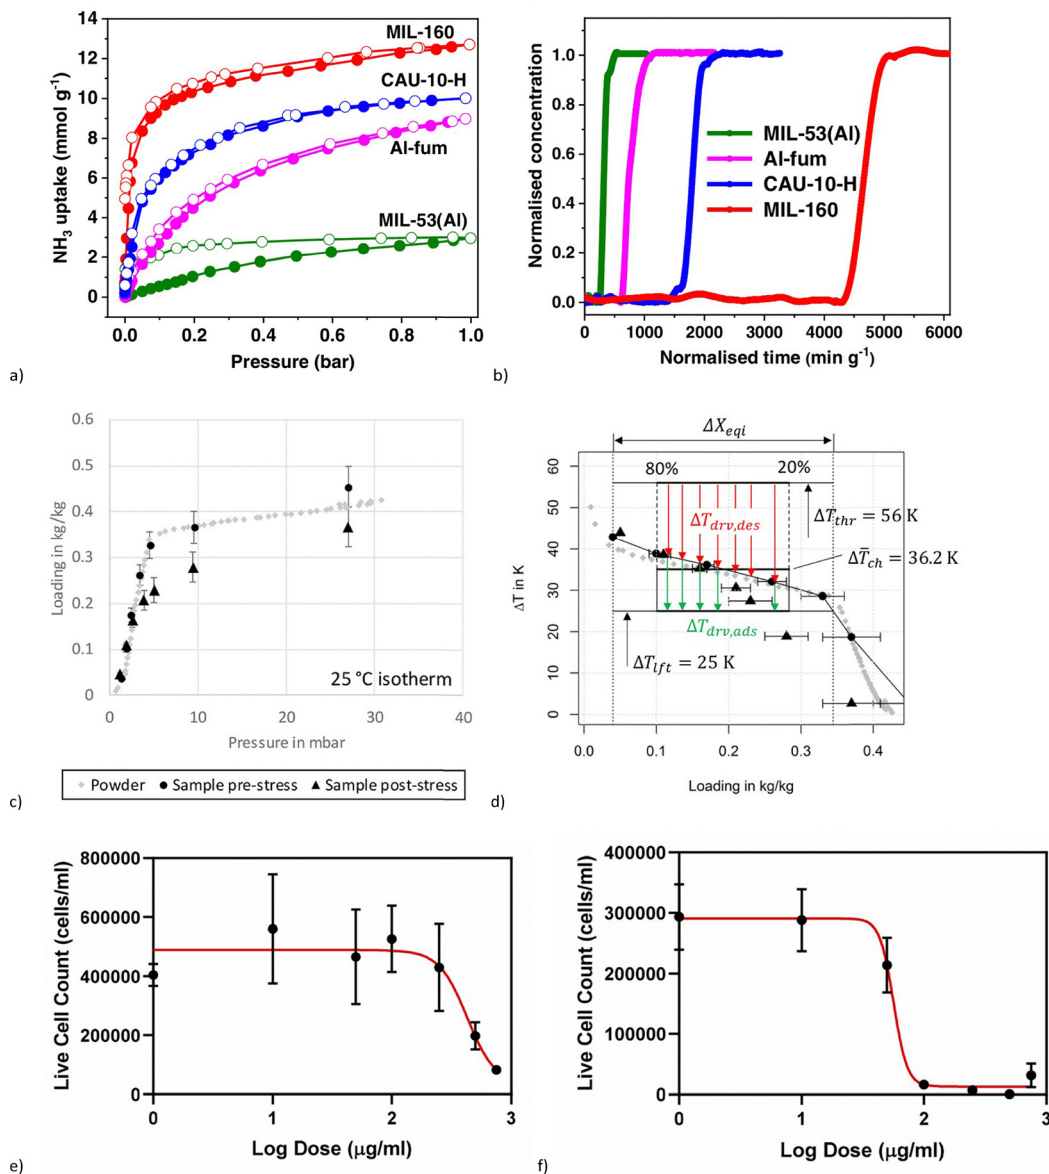 MIL-160
CAU-10-H
Al-fum
MIL-53(Al)
14
12
10
8
6
4
2
0
NH₃ uptake (mmol g⁻¹)
0.0 0.2 0.4 0.6 0.8 1.0
Pressure (bar)
a)
1.0
0.8
0.6
0.4
0.2
0.0
Normalised concentration
MIL-53(Al)
Al-fum
CAU-10-H
MIL-160
0 1000 2000 3000 4000 5000 6000
Normalised time (min g⁻¹)
b)
0.6
0.5
0.4
0.3
0.2
0.1
0
Loading in kg/kg
25 °C isotherm
0 10 20 30 40
Pressure in mbar
Powder Sample pre-stress Sample post-stress
c)
ΔX_eqi
80% 20%
60
50
40
30
20
10
0
ΔT in K
ΔT_drv,des
ΔT_thr = 56 K
ΔT̄_ch = 36.2 K
ΔT_drv,ads
ΔT_lft = 25 K
0.0 0.1 0.2 0.3 0.4
Loading in kg/kg
d)
800000
600000
400000
200000
0
Live Cell Count (cells/ml)
0 1 2 3
Log Dose (μg/ml)
e)
400000
300000
200000
100000
0
Live Cell Count (cells/ml)
0 1 2 3
Log Dose (μg/ml)
f)